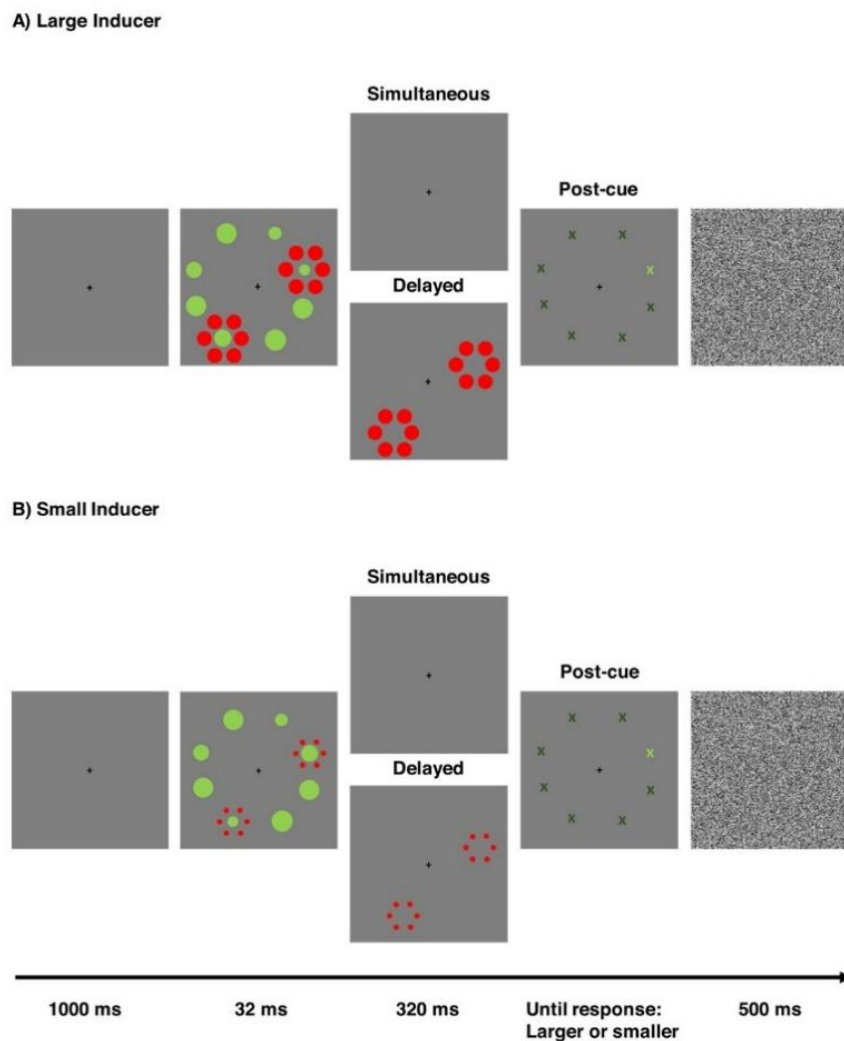 A) Large Inducer
Simultaneous
Post-cue
Delayed
x x
x x
x x
x x
B) Small Inducer
Simultaneous
Post-cue
Delayed
x x
x x
x x
x x
1000 ms 32 ms 320 ms Until response: 500 ms
Larger or smaller